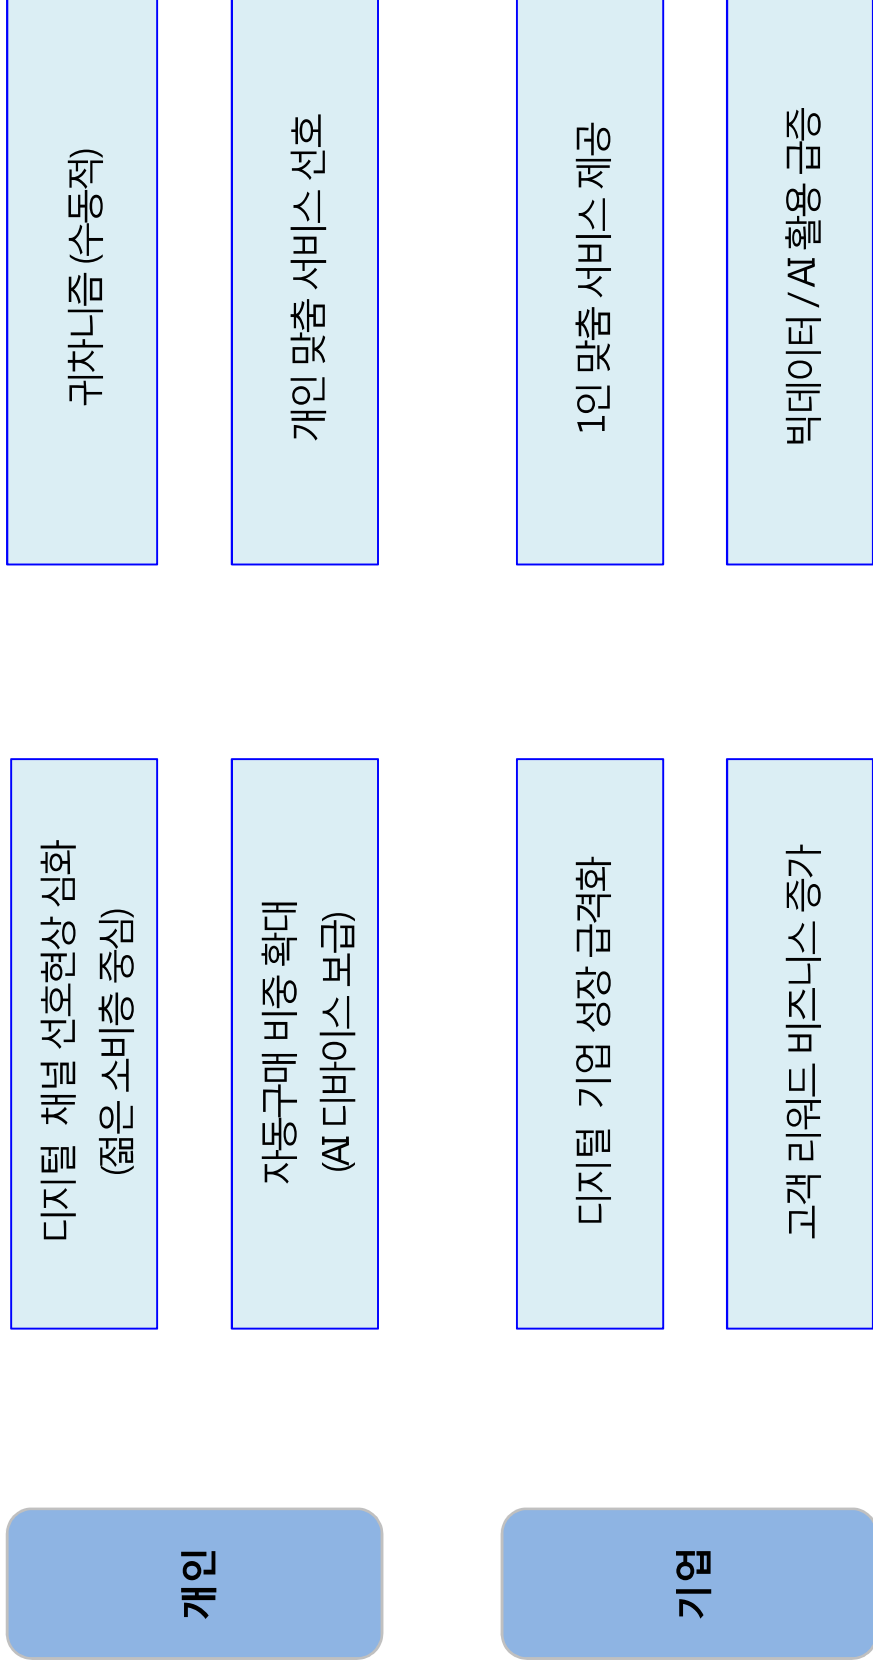 개인
디지털 채널 선호현상 심화
(젊은 소비층 중심)
귀차니즘 (수동적)
자동구매 비중 확대
(AI 디바이스 보급)
개인 맞춤 서비스 선호
기업
디지털 기업 성장 급격화
1인 맞춤 서비스 제공
고객 리워드 비즈니스 증가
빅데이터 / AI 활용 급증